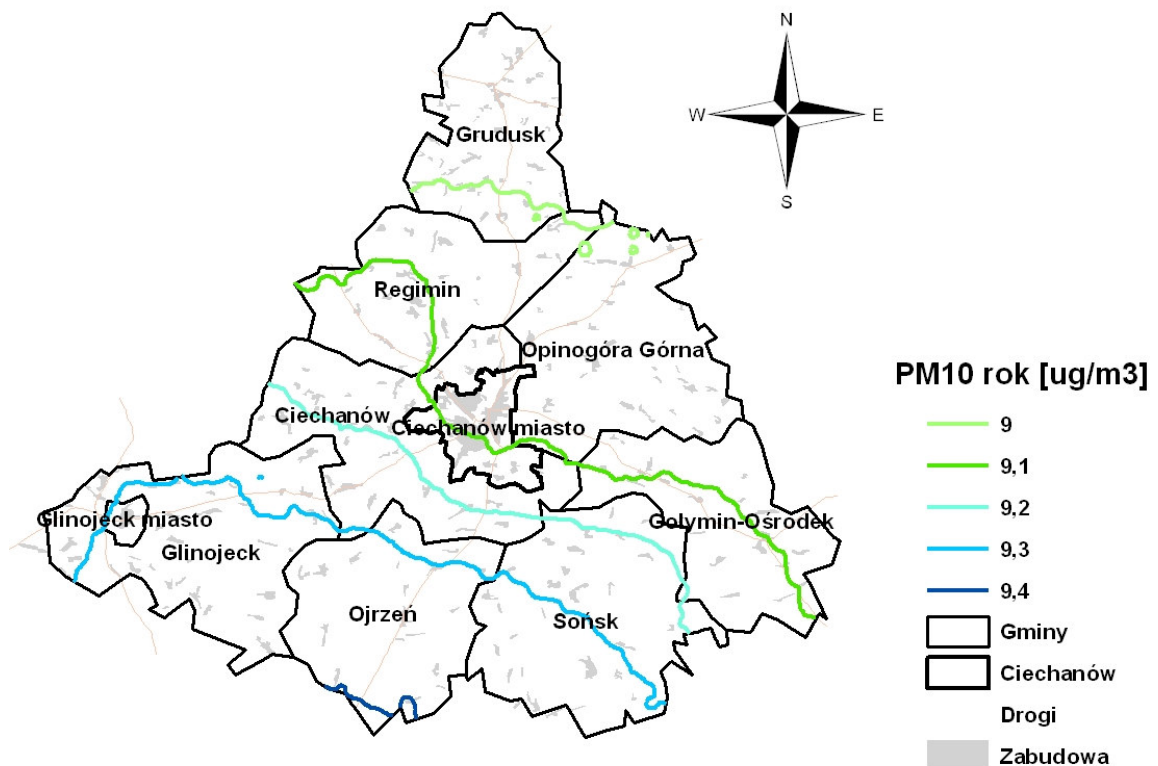 N
W E
S
Grudusk
Regimin
Opinogóra Górna
Ciechanów
Ciechanów miasto
Glinojeck miasto
Gołymin-Ośrodek
Glinojeck
Ojrzeń
Sońsk
PM10 rok [ug/m3]
9
9,1
9,2
9,3
9,4
Gminy
Ciechanów
Drogi
Zabudowa